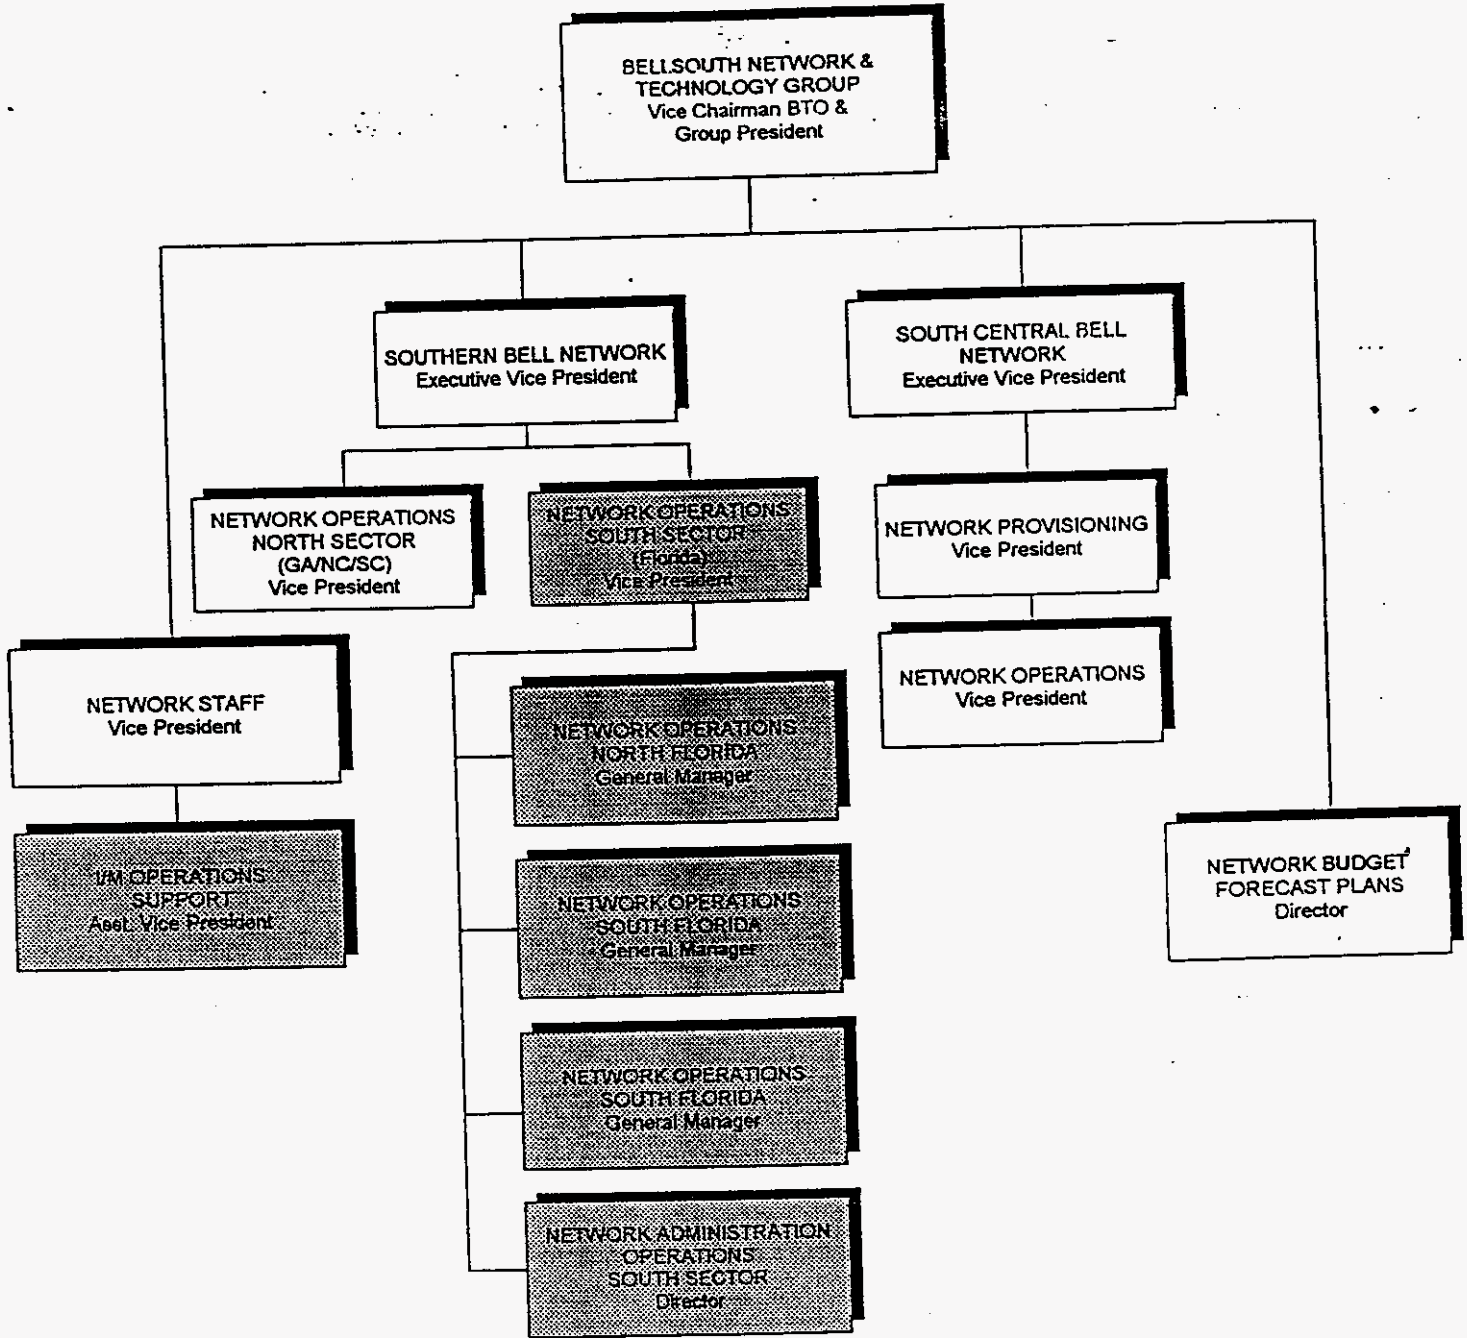 BELLSOUTH NETWORK &
TECHNOLOGY GROUP
Vice Chairman BTO &
Group President
SOUTHERN BELL NETWORK
Executive Vice President
SOUTH CENTRAL BELL
NETWORK
Executive Vice President
NETWORK OPERATIONS
NORTH SECTOR
(GA/NC/SC)
Vice President
NETWORK OPERATIONS
SOUTH SECTOR
(Florida)
Vice President
NETWORK PROVISIONING
Vice President
NETWORK STAFF
Vice President
NETWORK OPERATIONS
Vice President
NETWORK OPERATIONS
NORTH FLORIDA
General Manager
I/M OPERATIONS
SUPPORT
Asst. Vice President
NETWORK OPERATIONS
SOUTH FLORIDA
General Manager
NETWORK BUDGET
FORECAST PLANS
Director
NETWORK OPERATIONS
SOUTH FLORIDA
General Manager
NETWORK ADMINISTRATION
OPERATIONS
SOUTH SECTOR
Director